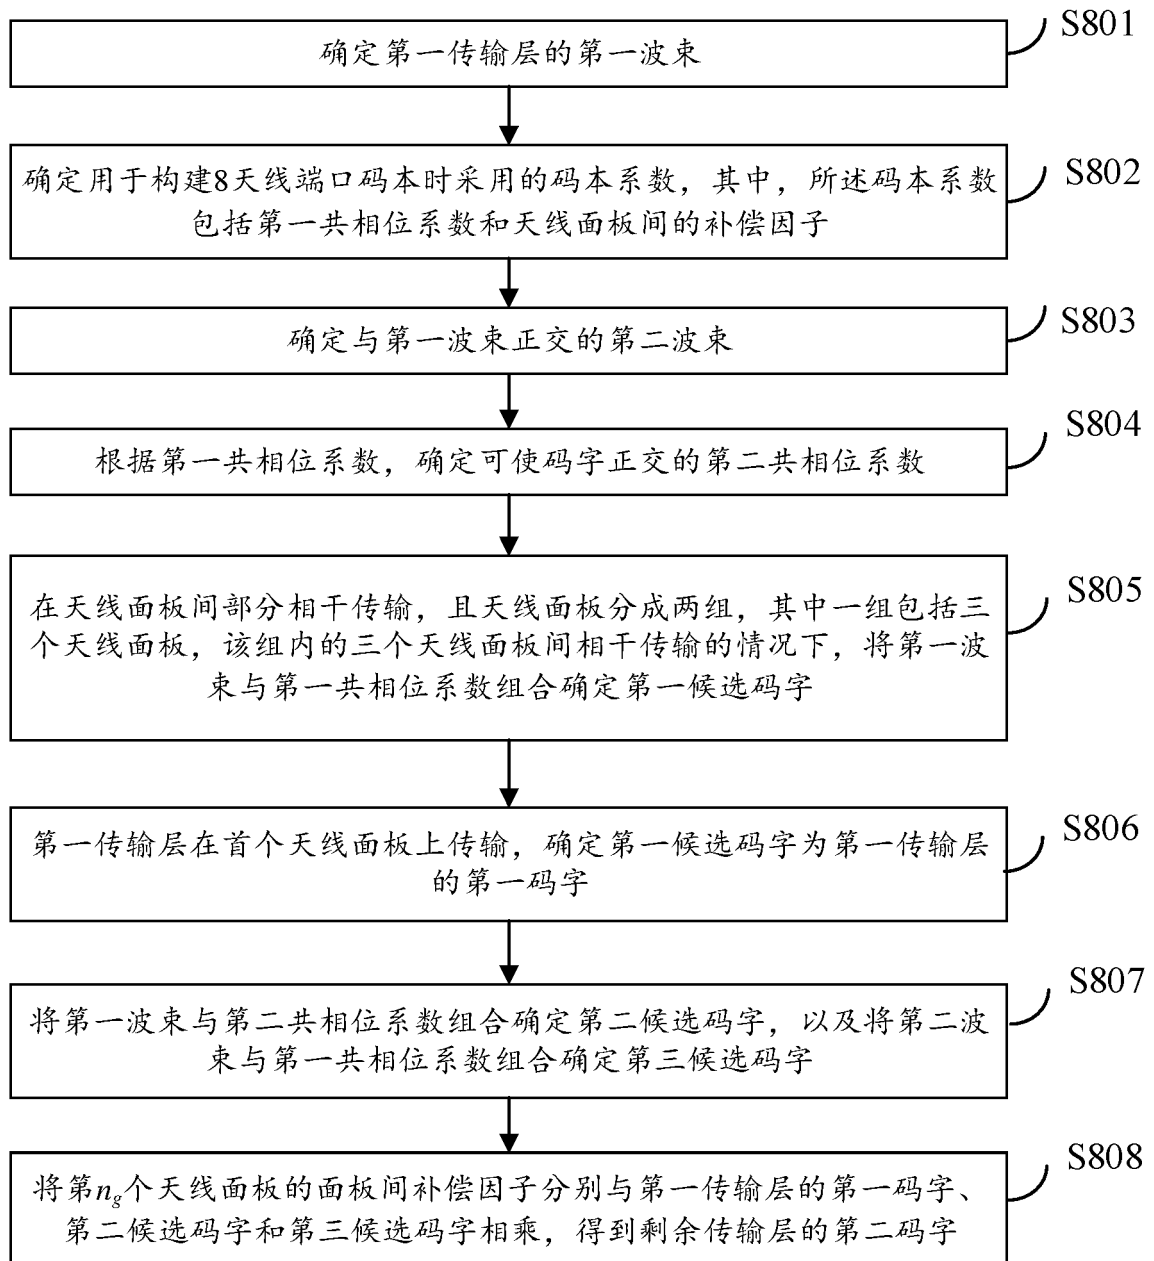 确定第一传输层的第一波束
S801
确定用于构建8天线端口码本时采用的码本系数，其中，所述码本系数
包括第一共相位系数和天线面板间的补偿因子
S802
确定与第一波束正交的第二波束
S803
根据第一共相位系数，确定可使码字正交的第二共相位系数
S804
在天线面板间部分相干传输，且天线面板分成两组，其中一组包括三
个天线面板，该组内的三个天线面板间相干传输的情况下，将第一波
束与第一共相位系数组合确定第一候选码字
S805
第一传输层在首个天线面板上传输，确定第一候选码字为第一传输层
的第一码字
S806
将第一波束与第二共相位系数组合确定第二候选码字，以及将第二波
束与第一共相位系数组合确定第三候选码字
S807
将第n_g个天线面板的面板间补偿因子分别与第一传输层的第一码字、
第二候选码字和第三候选码字相乘，得到剩余传输层的第二码字
S808